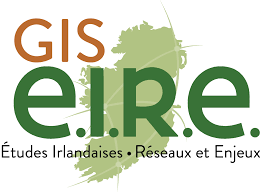 GIS
e.I.R.e.
Études Irlandaises • Réseaux et Enjeux